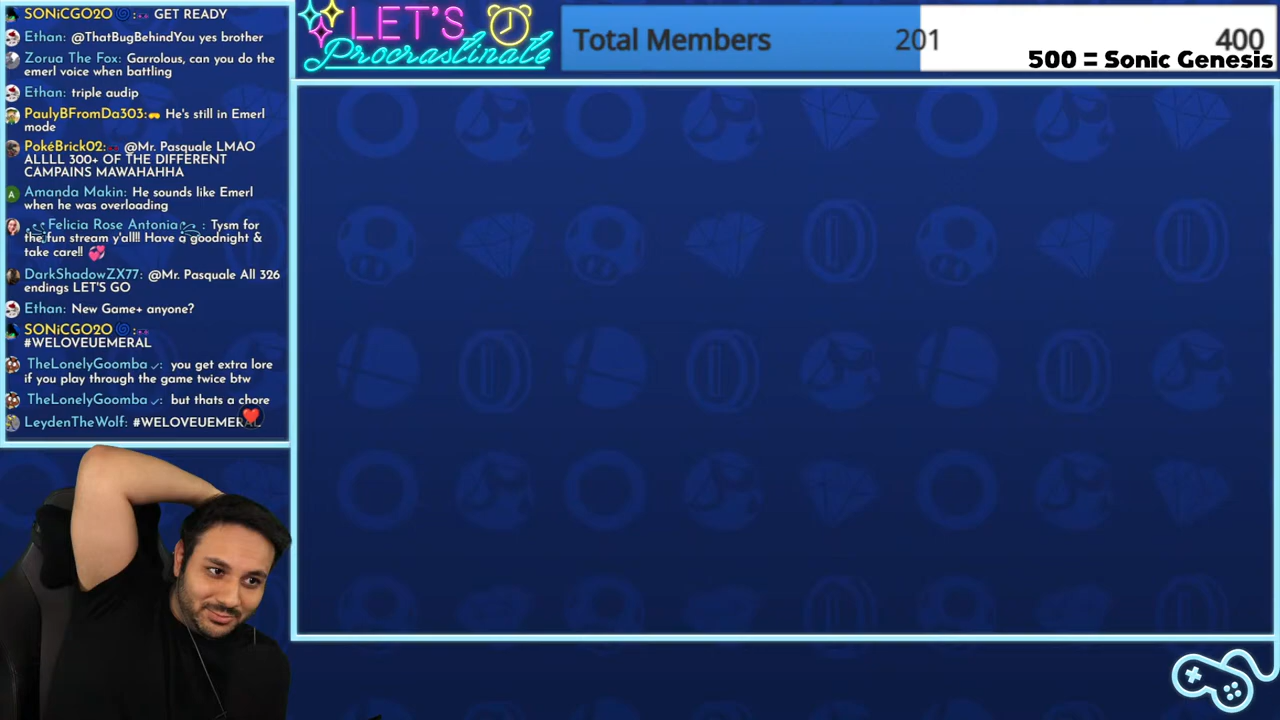 SONiCGO2O: GET READY
Ethan: @ThatBugBehindYou yes brother
Zorua The Fox: Garrolous, can you do the
emerl voice when battling
Ethan: triple audip
PaulyBFromDa303: He's still in Emerl
mode
PokéBrick02: @Mr. Pasquale LMAO
ALLLL 300+ OF THE DIFFERENT
CAMPAINS MAWAHAHHA
Amanda Makin: He sounds like Emerl
when he was overloading
Felicia Rose Antonia: Tysm for
the fun stream y'all!! Have a goodnight &
take care!!
DarkShadowZX77: @Mr. Pasquale All 326
endings LET'S GO
Ethan: New Game+ anyone?
SONiCGO2O:
#WELOVEUEMERAL
TheLonelyGoomba: you get extra lore
if you play through the game twice btw
TheLonelyGoomba: but thats a chore
LeydenTheWolf: #WELOVEUEMERAL
LET'S
Procrastinate
Total Members 201 400
500 = Sonic Genesis
A